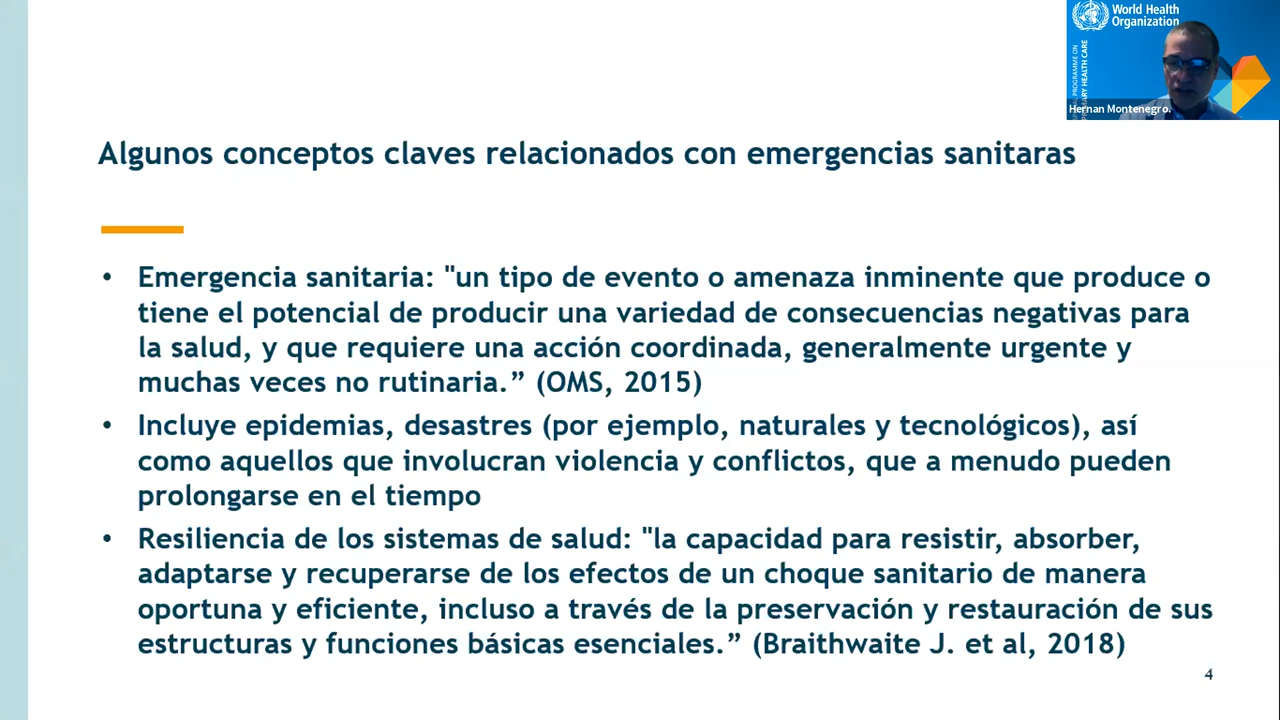 World Health
Organization
PRIMARY HEALTH CARE
Hernan Montenegro.
Algunos conceptos claves relacionados con emergencias sanitaras
• Emergencia sanitaria: "un tipo de evento o amenaza inminente que produce o
tiene el potencial de producir una variedad de consecuencias negativas para
la salud, y que requiere una acción coordinada, generalmente urgente y
muchas veces no rutinaria.” (OMS, 2015)
• Incluye epidemias, desastres (por ejemplo, naturales y tecnológicos), así
como aquellos que involucran violencia y conflictos, que a menudo pueden
prolongarse en el tiempo
• Resiliencia de los sistemas de salud: "la capacidad para resistir, absorber,
adaptarse y recuperarse de los efectos de un choque sanitario de manera
oportuna y eficiente, incluso a través de la preservación y restauración de sus
estructuras y funciones básicas esenciales.” (Braithwaite J. et al, 2018)
4